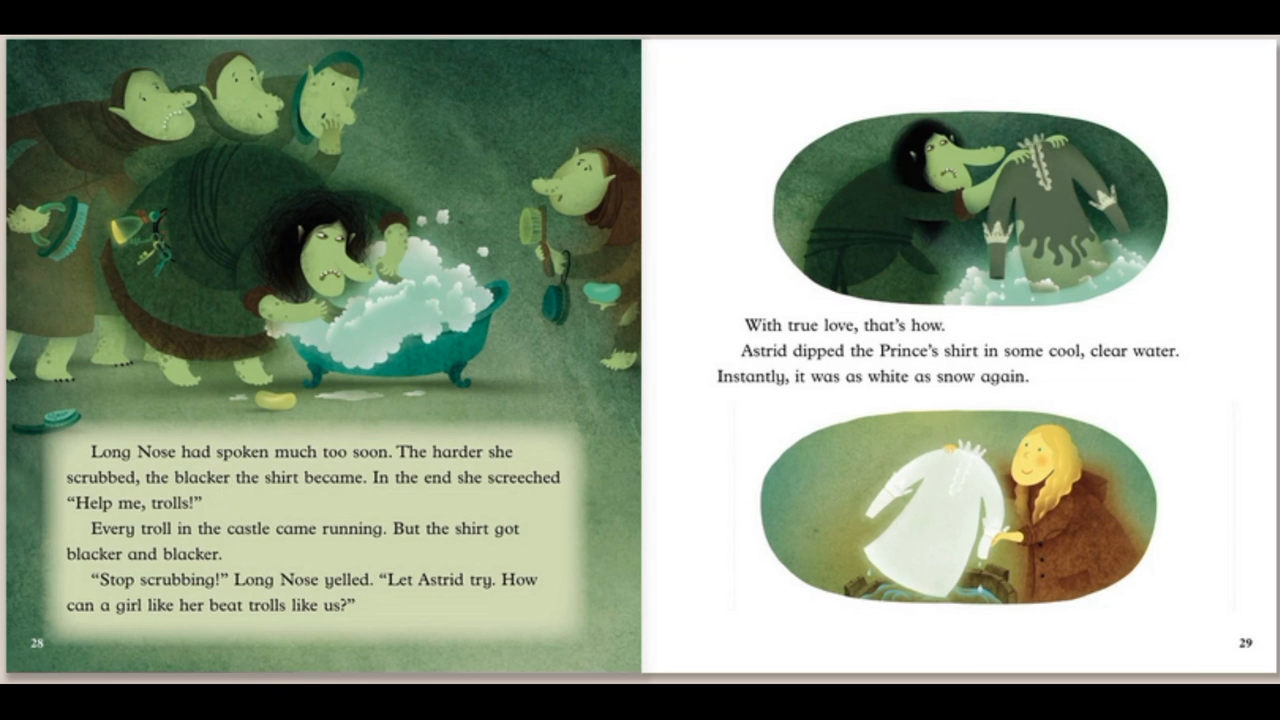 Long Nose had spoken much too soon. The harder she
scrubbed, the blacker the shirt became. In the end she screeched
“Help me, trolls!”
Every troll in the castle came running. But the shirt got
blacker and blacker.
“Stop scrubbing!” Long Nose yelled. “Let Astrid try. How
can a girl like her beat trolls like us?”
28
With true love, that’s how.
Astrid dipped the Prince’s shirt in some cool, clear water.
Instantly, it was as white as snow again.
29